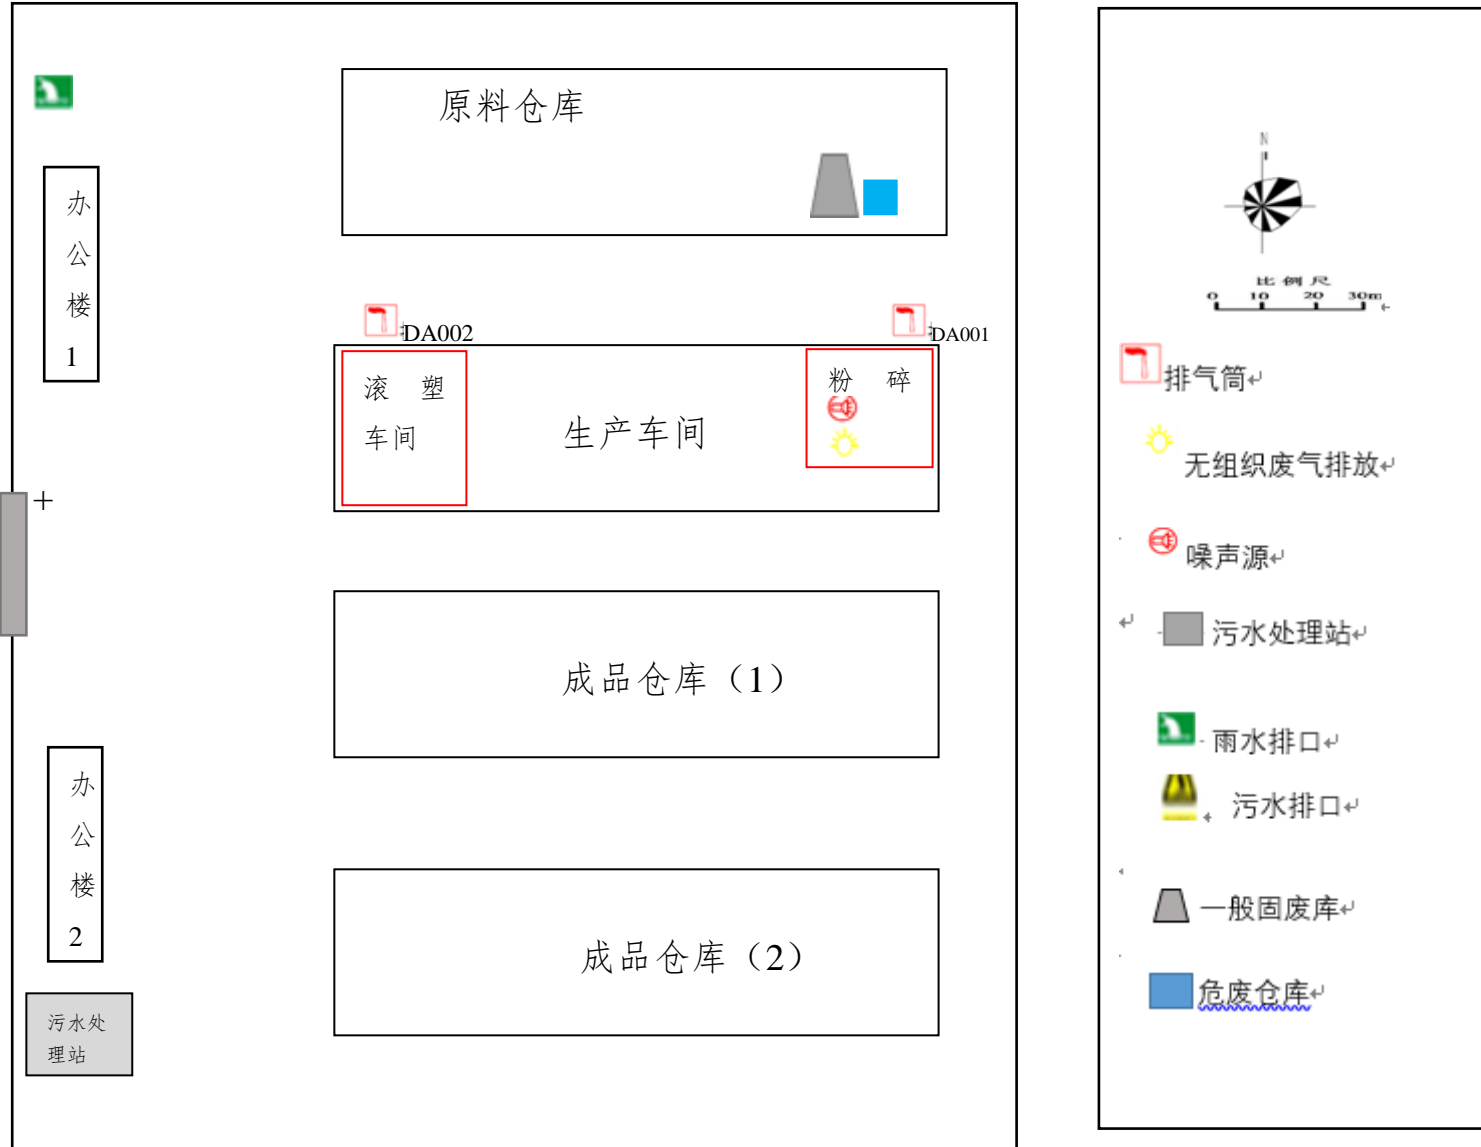 原料仓库
办
公
楼
1
DA002
DA001
滚 塑
车间
生产车间
粉 碎
+
成品仓库（1）
办
公
楼
2
成品仓库（2）
污水处
理站
N
比例尺
0 10 20 30m
排气筒
无组织废气排放
噪声源
污水处理站
雨水排口
污水排口
一般固废库
危废仓库